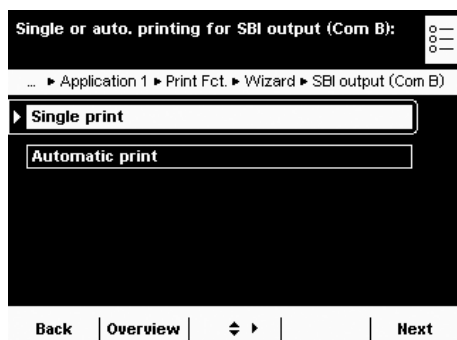 Single or auto. printing for SBI output (Com B):
... ▸ Application 1 ▸ Print Fct. ▸ Wizard ▸ SBI output (Com B)
Single print
Automatic print
Back Overview Next